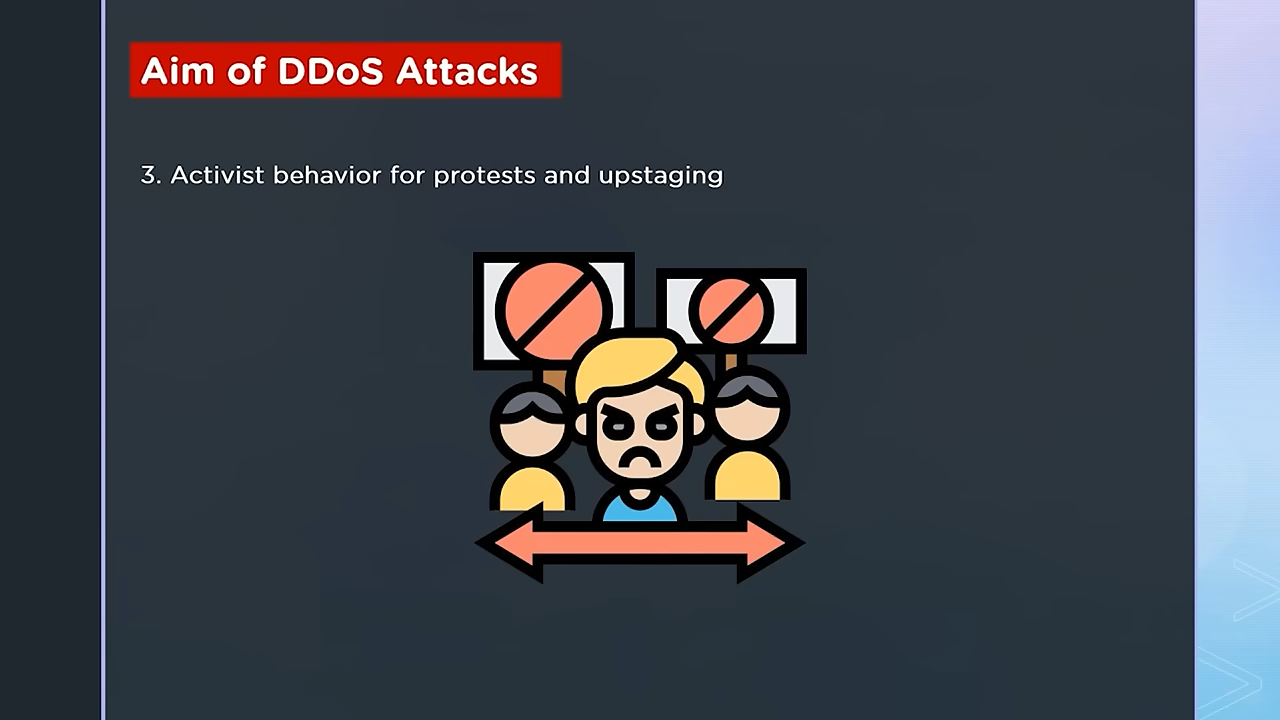 Aim of DDoS Attacks
3. Activist behavior for protests and upstaging